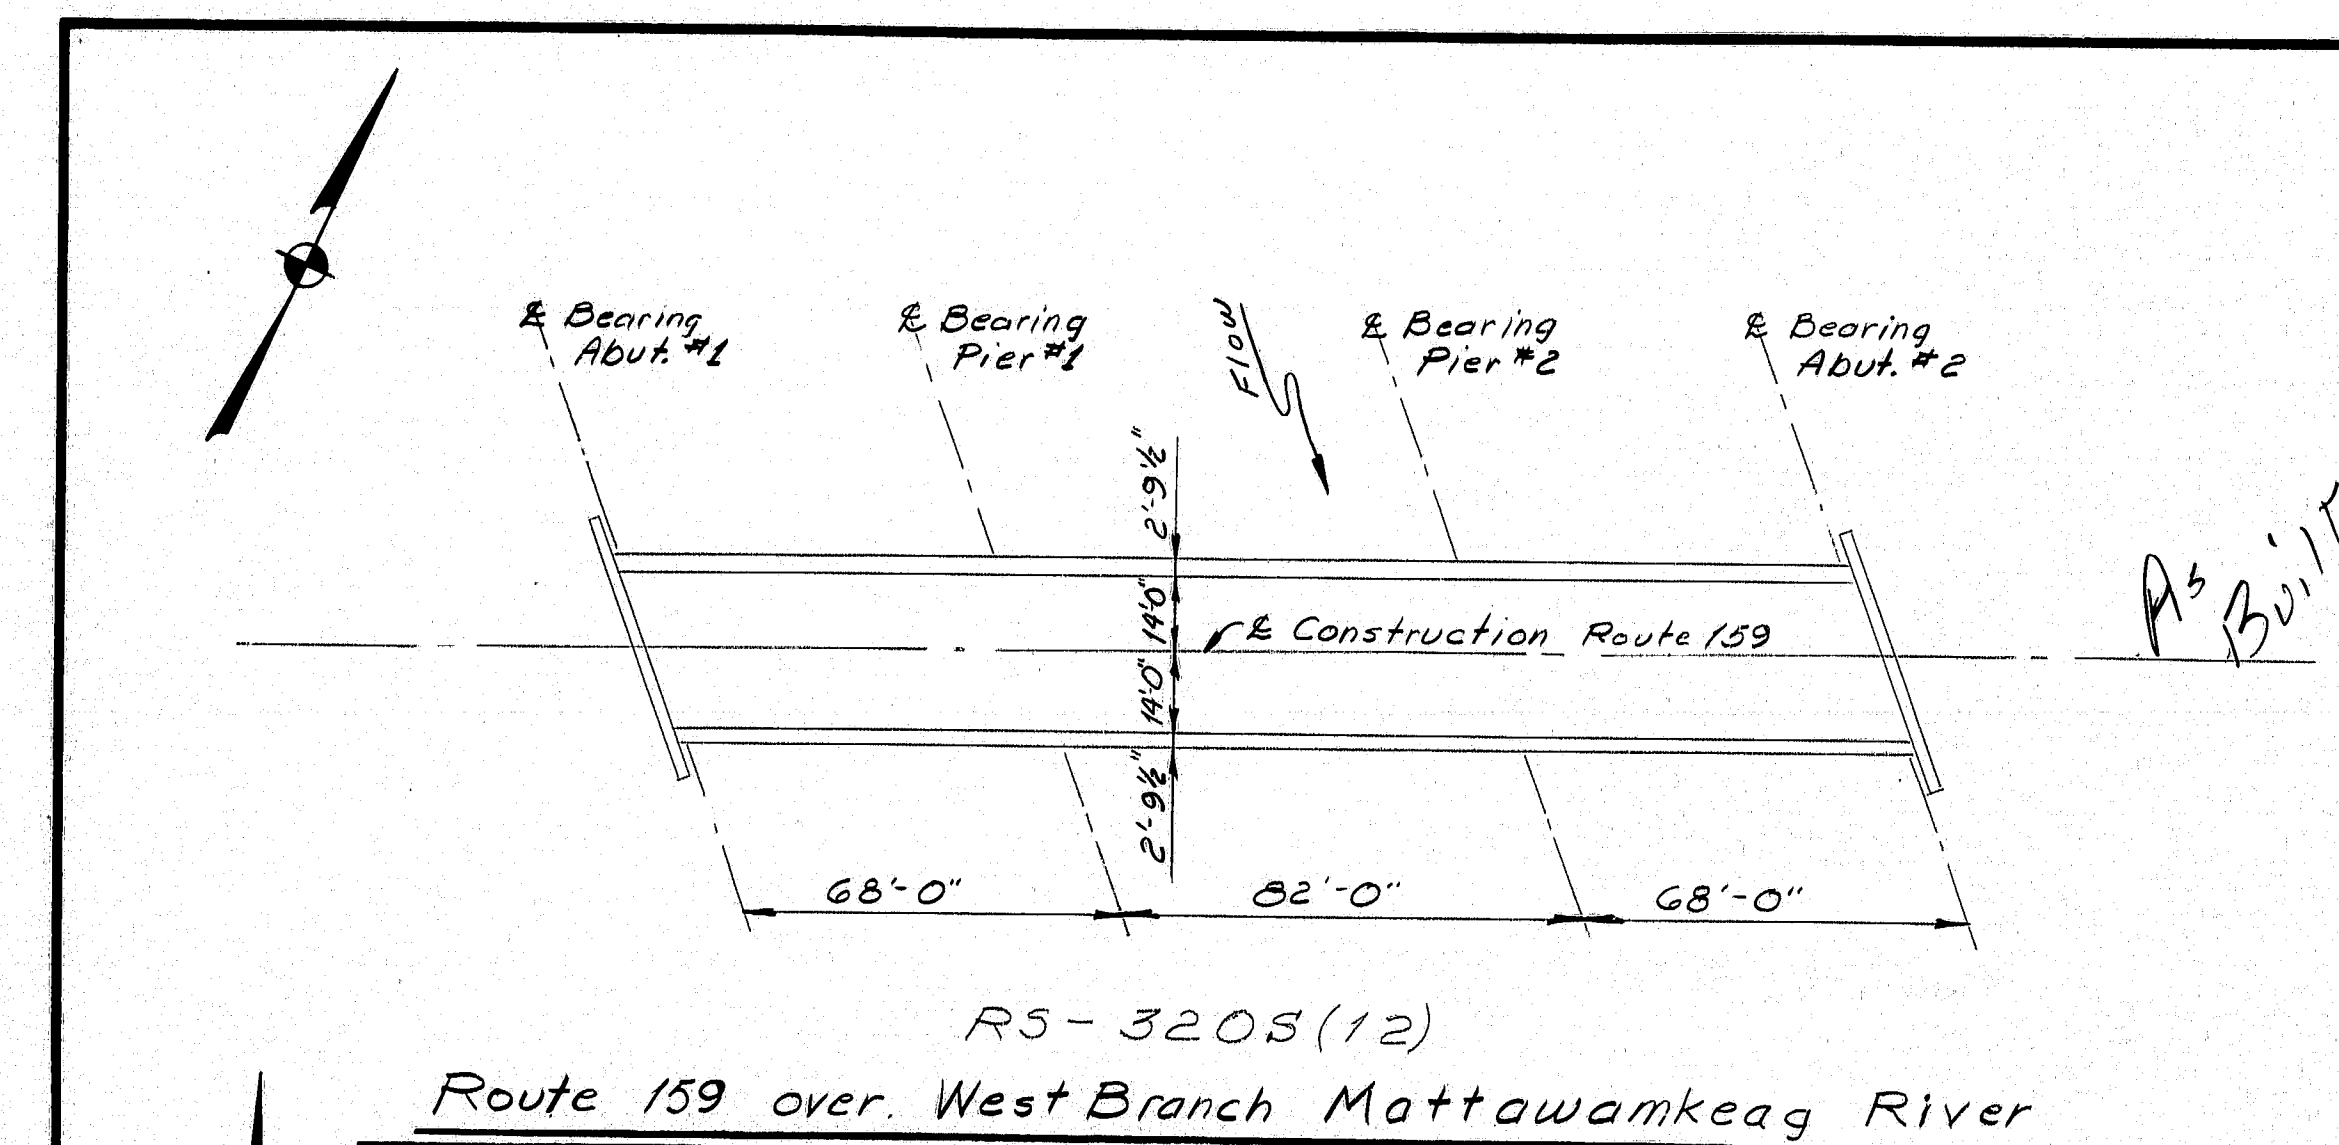 ℄ Bearing
Abut. #1
℄ Bearing
Pier #1
Flow
℄ Bearing
Pier #2
℄ Bearing
Abut. #2
2'-9½"
14'-0"
℄ Construction Route 159
14'-0"
2'-9½"
As
Built
68'-0"
82'-0"
68'-0"
RS-320S(12)
Route 159 over. West Branch Mattawamkeag River